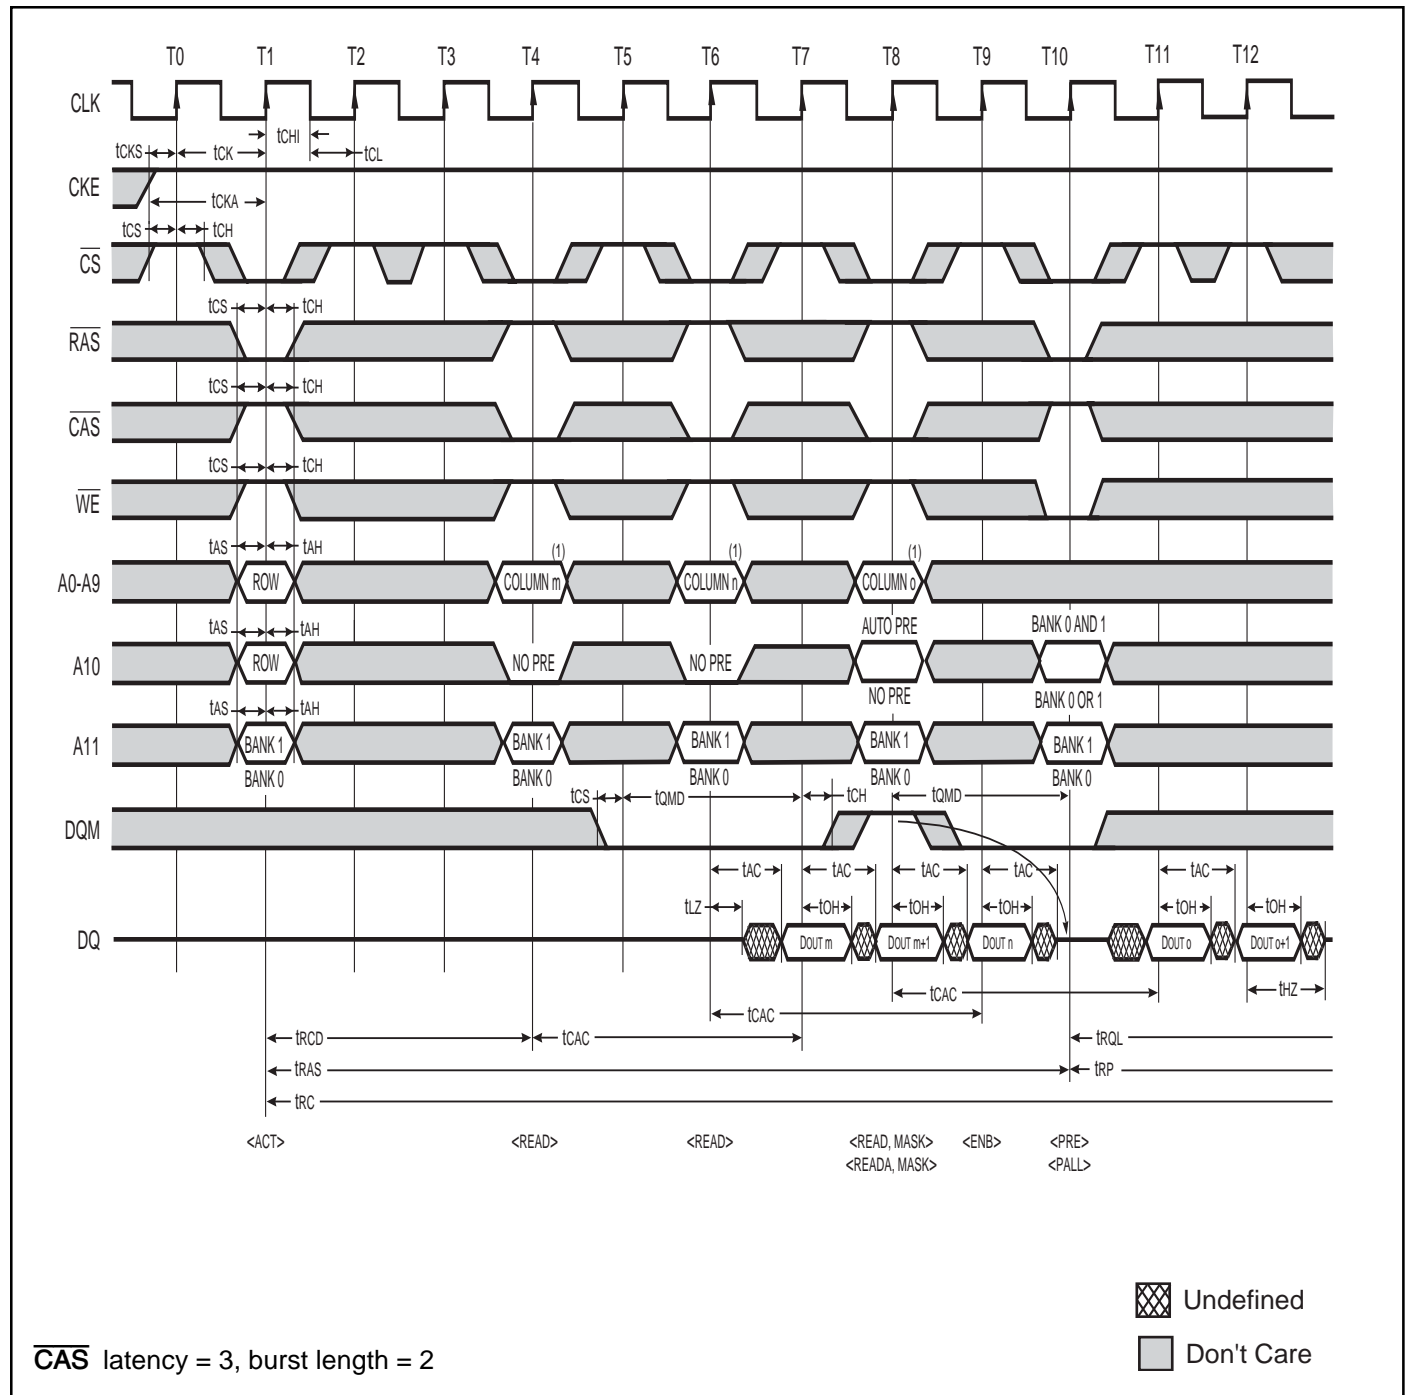 T0 T1 T2 T3 T4 T5 T6 T7 T8 T9 T10 T11 T12
CLK
tCHI
tCKS tCK tCL
CKE
tCKA
tCS tCH
CS
tCS tCH
RAS
tCS tCH
CAS
tCS tCH
WE
tAS tAH (1) (1) (1)
A0-A9 ROW COLUMN m COLUMN n COLUMN o
tAS tAH AUTO PRE BANK 0 AND 1
A10 ROW NO PRE NO PRE
NO PRE BANK 0 OR 1
tAS tAH
A11 BANK 1 BANK 1 BANK 1 BANK 1 BANK 1
BANK 0 BANK 0 BANK 0 BANK 0 BANK 0
tCS tQMD tCH tQMD
DQM
tAC tAC tAC tAC tAC
tLZ tOH tOH tOH tOH tOH
DQ DOUT m DOUT m+1 DOUT n DOUT o DOUT o+1
tCAC tHZ
tCAC
tRCD tCAC tRQL
tRAS tRP
tRC
<ACT> <READ> <READ> <READ, MASK> <ENB> <PRE>
<READA, MASK> <PALL>
Undefined
Don't Care
CAS latency = 3, burst length = 2